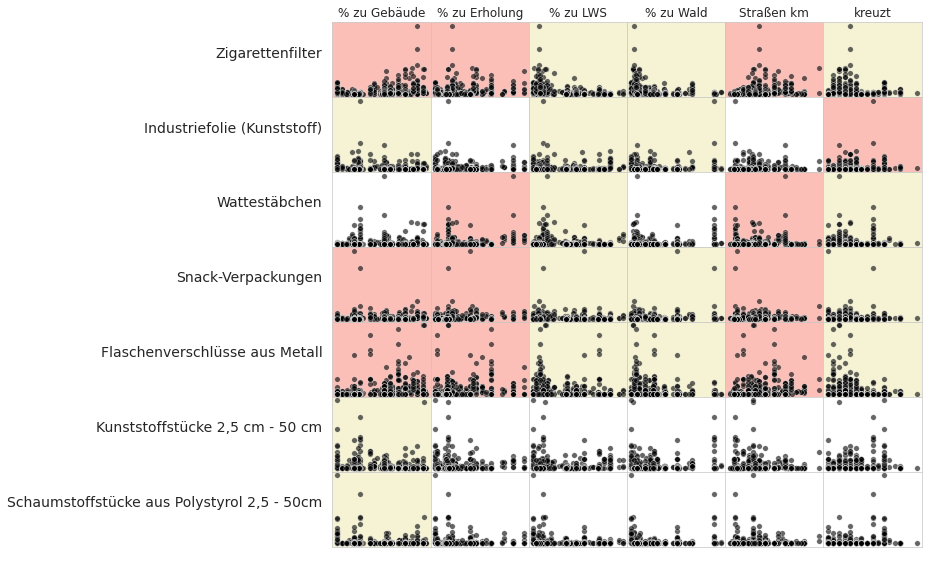 % zu Gebäude % zu Erholung % zu LWS % zu Wald Straßen km kreuzt
Zigarettenfilter
Industriefolie (Kunststoff)
Wattestäbchen
Snack-Verpackungen
Flaschenverschlüsse aus Metall
Kunststoffstücke 2,5 cm - 50 cm
Schaumstoffstücke aus Polystyrol 2,5 - 50cm